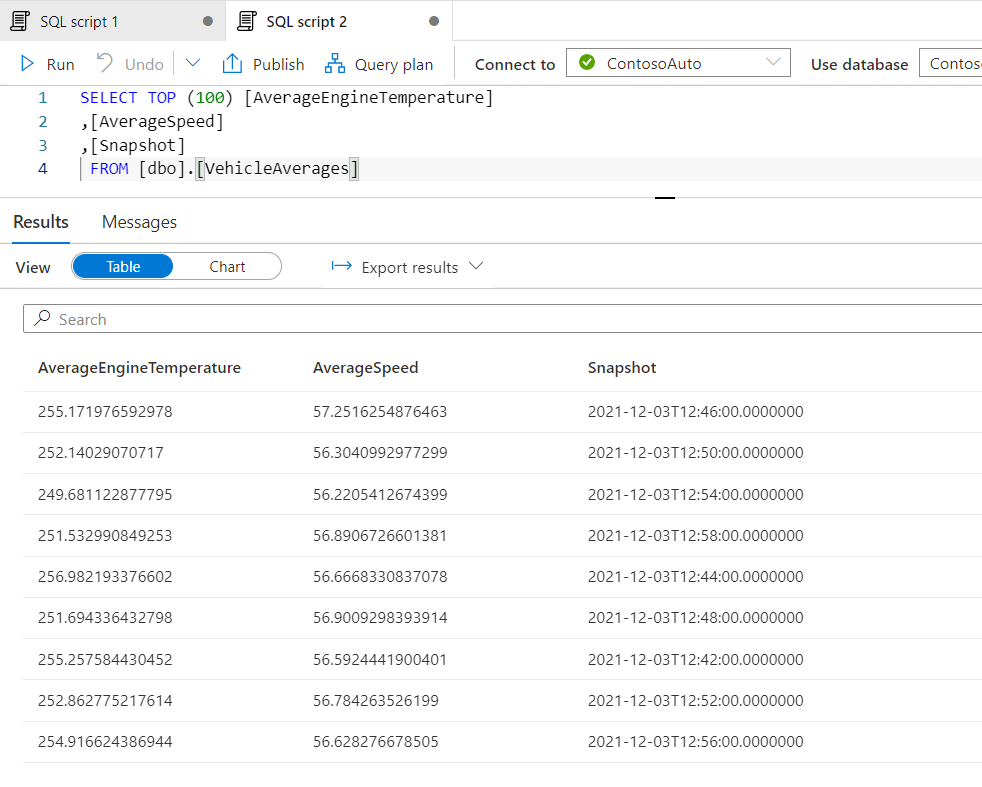 SQL script 1 SQL script 2
Run Undo Publish Query plan Connect to ContosoAuto Use database Contos
1 SELECT TOP (100) [AverageEngineTemperature]
2 ,[AverageSpeed]
3 ,[Snapshot]
4 FROM [dbo].[VehicleAverages]
Results Messages
View Table Chart Export results
Search
AverageEngineTemperature AverageSpeed Snapshot
255.171976592978 57.2516254876463 2021-12-03T12:46:00.0000000
252.14029070717 56.3040992977299 2021-12-03T12:50:00.0000000
249.681122877795 56.2205412674399 2021-12-03T12:54:00.0000000
251.532990849253 56.8906726601381 2021-12-03T12:58:00.0000000
256.982193376602 56.6668330837078 2021-12-03T12:44:00.0000000
251.694336432798 56.9009298393914 2021-12-03T12:48:00.0000000
255.257584430452 56.5924441900401 2021-12-03T12:42:00.0000000
252.862775217614 56.784263526199 2021-12-03T12:52:00.0000000
254.916624386944 56.628276678505 2021-12-03T12:56:00.0000000